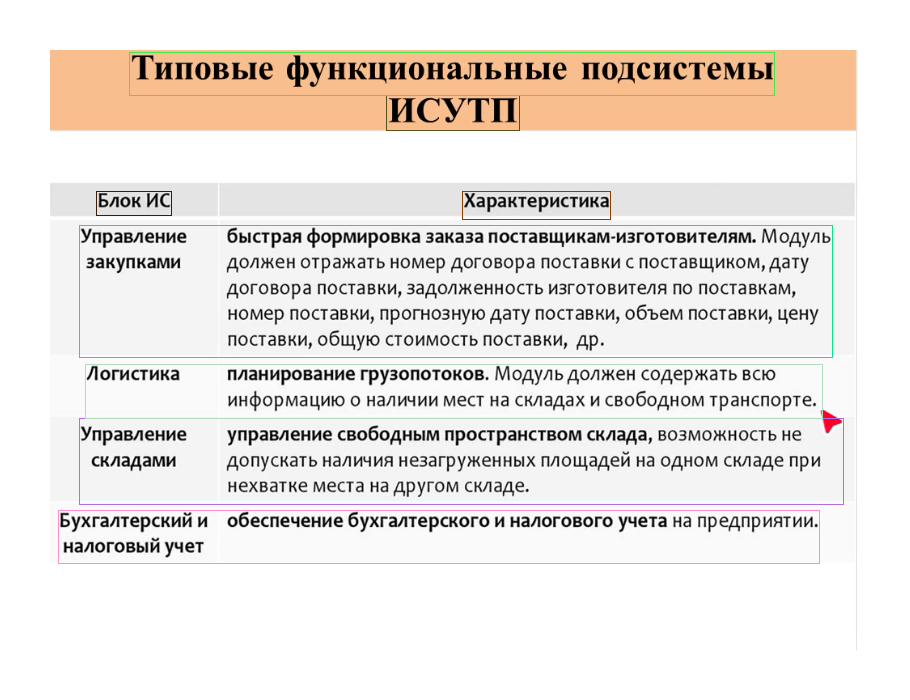 Типовые функциональные подсистемы
ИСУТП
Блок ИС Характеристика
Управление закупками быстрая формировка заказа поставщикам-изготовителям. Модуль
должен отражать номер договора поставки с поставщиком, дату
договора поставки, задолженность изготовителя по поставкам,
номер поставки, прогнозную дату поставки, объем поставки, цену
поставки, общую стоимость поставки, др.
Логистика планирование грузопотоков. Модуль должен содержать всю
информацию о наличии мест на складах и свободном транспорте.
Управление складами управление свободным пространством склада, возможность не
допускать наличия незагруженных площадей на одном складе при
нехватке места на другом складе.
Бухгалтерский и налоговый учет обеспечение бухгалтерского и налогового учета на предприятии.